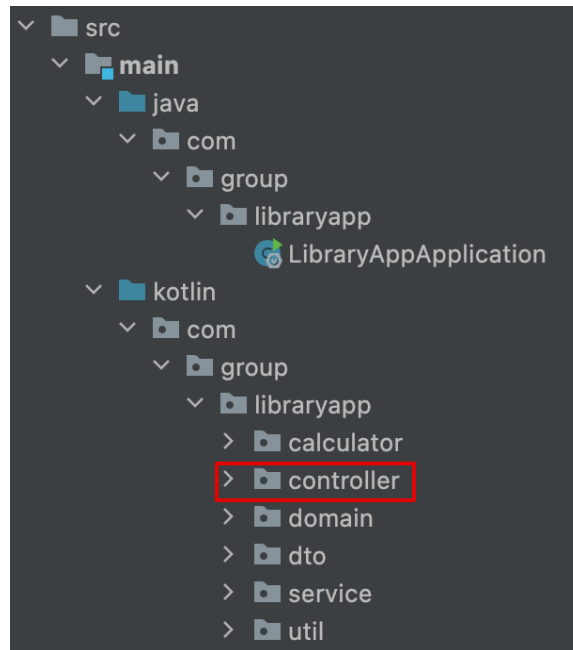 src
main
java
com
group
libraryapp
LibraryAppApplication
kotlin
com
group
libraryapp
calculator
controller
domain
dto
service
util